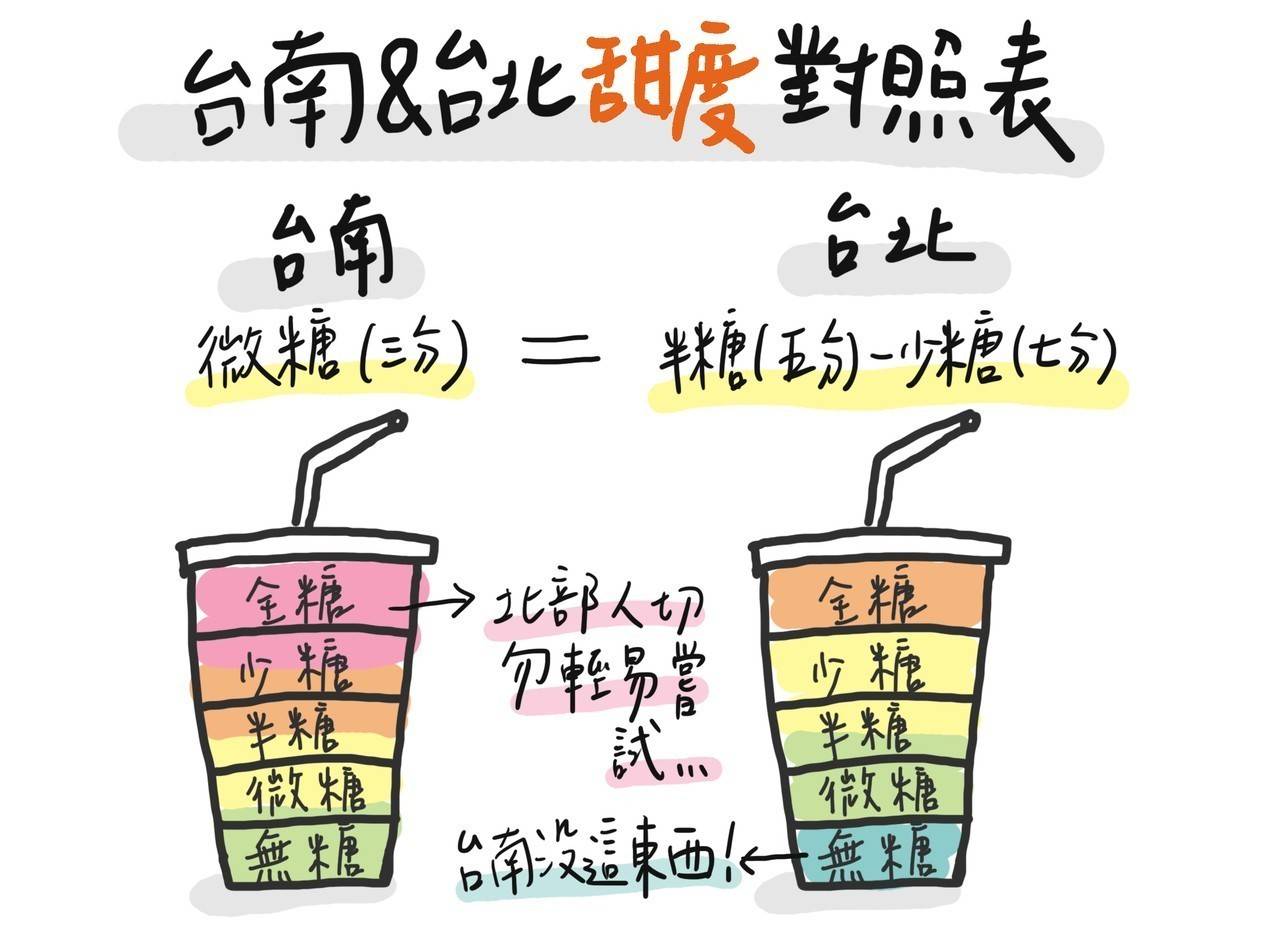 台南&台北甜度對照表
台南
台北
微糖(三分) = 半糖(五分)-少糖(七分)
全糖
少糖
半糖
微糖
無糖
北部人切
勿輕易嘗
試...
台南沒這東西!
全糖
少糖
半糖
微糖
無糖